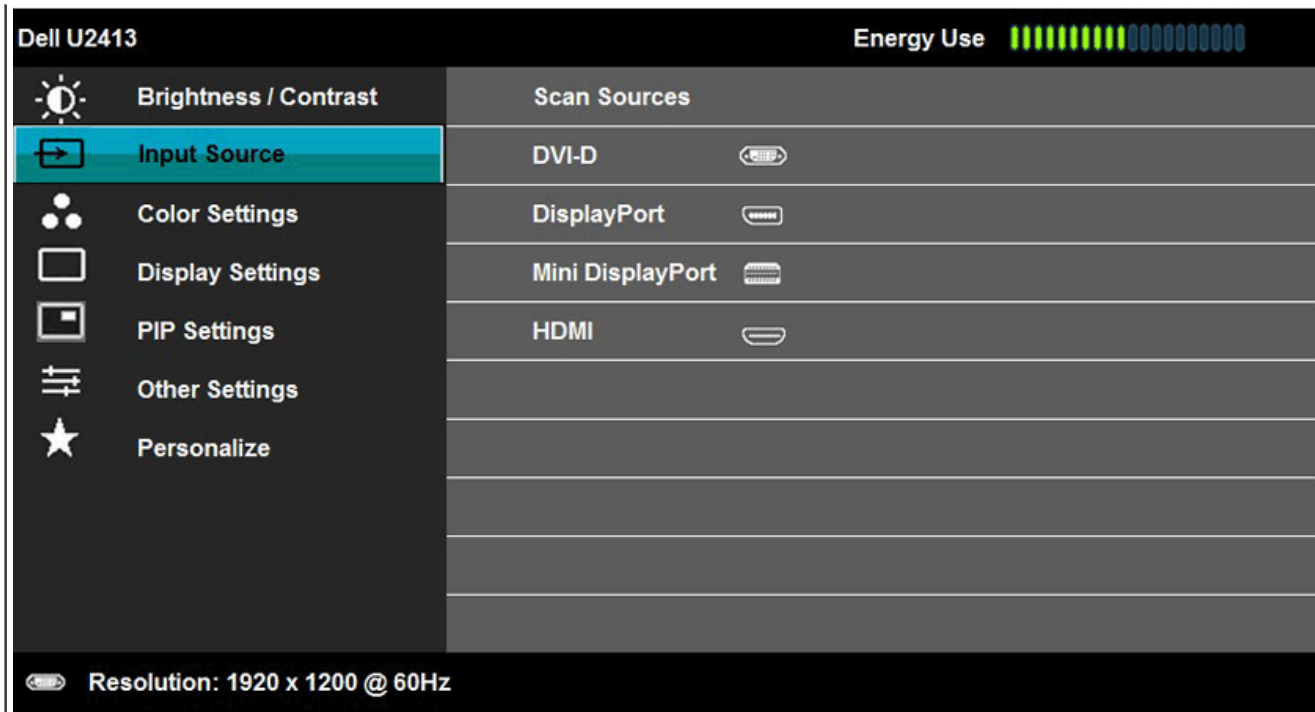 Dell U2413 Energy Use
Brightness / Contrast Scan Sources
Input Source DVI-D
Color Settings DisplayPort
Display Settings Mini DisplayPort
PIP Settings HDMI
Other Settings
Personalize
Resolution: 1920 x 1200 @ 60Hz